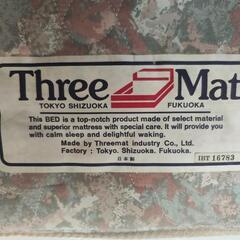 Three Mat
TOKYO SHIZUOKA FUKUOKA
This BED is a top-notch product made of select material
and superior mattress with special care. It will provide you
with calm sleep and delightful waking.
Made by Threemat industry Co., Ltd.
Factory : Tokyo. Shizuoka. Fukuoka.
日本製
IBT 16783